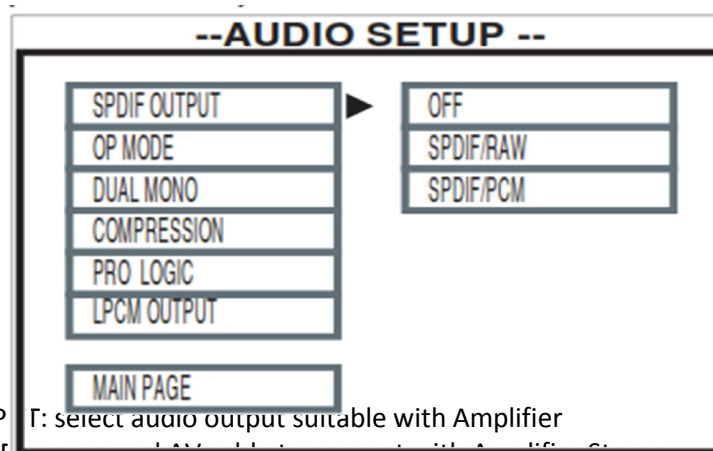 --AUDIO SETUP --
SPDIF OUTPUT
OFF
OP MODE
SPDIF/RAW
DUAL MONO
SPDIF/PCM
COMPRESSION
PRO LOGIC
LPCM OUTPUT
MAIN PAGE
T: select audio output suitable with Amplifier